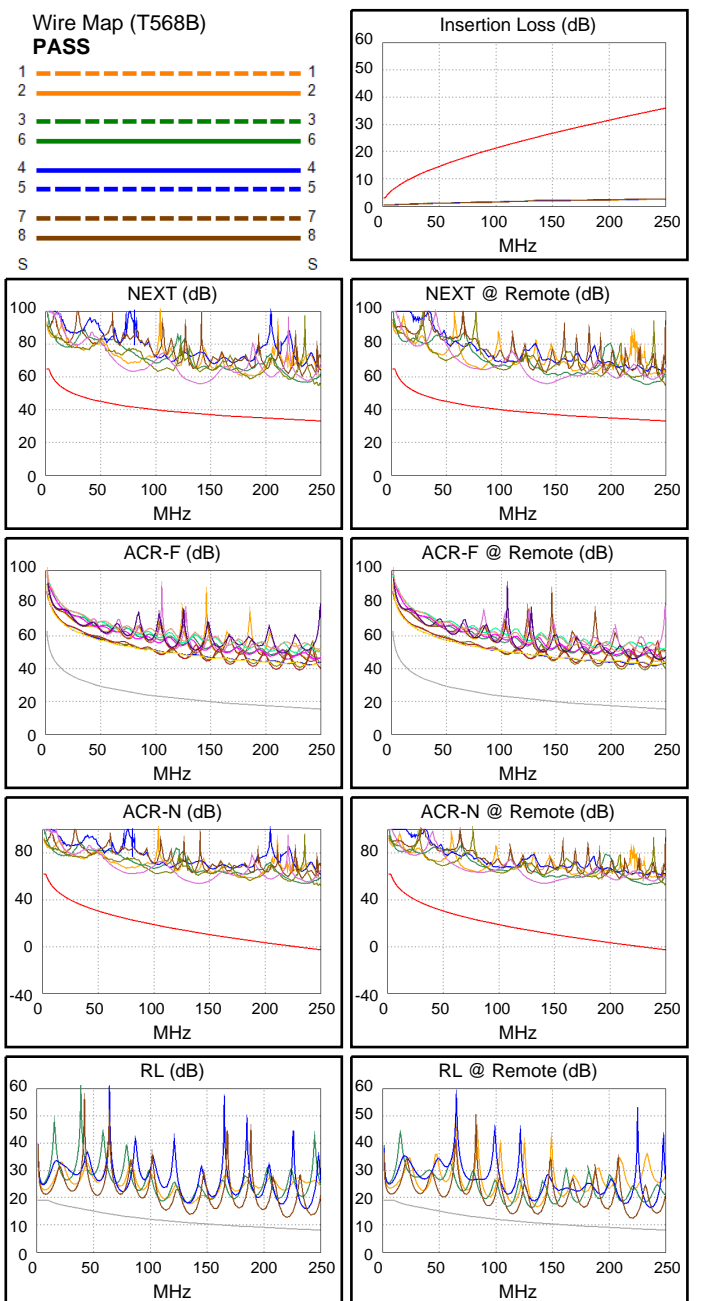 Wire Map (T568B)
PASS
1 1
2 2
3 3
6 6
4 4
5 5
7 7
8 8
S S
Insertion Loss (dB)
60
50
40
30
20
10
0
0 50 100 150 200 250
MHz
NEXT (dB)
100
80
60
40
20
0
0 50 100 150 200 250
MHz
NEXT @ Remote (dB)
100
80
60
40
20
0
0 50 100 150 200 250
MHz
ACR-F (dB)
100
80
60
40
20
0
0 50 100 150 200 250
MHz
ACR-F @ Remote (dB)
100
80
60
40
20
0
0 50 100 150 200 250
MHz
ACR-N (dB)
80
40
0
-40
0 50 100 150 200 250
MHz
ACR-N @ Remote (dB)
80
40
0
-40
0 50 100 150 200 250
MHz
RL (dB)
60
50
40
30
20
10
0
0 50 100 150 200 250
MHz
RL @ Remote (dB)
60
50
40
30
20
10
0
0 50 100 150 200 250
MHz